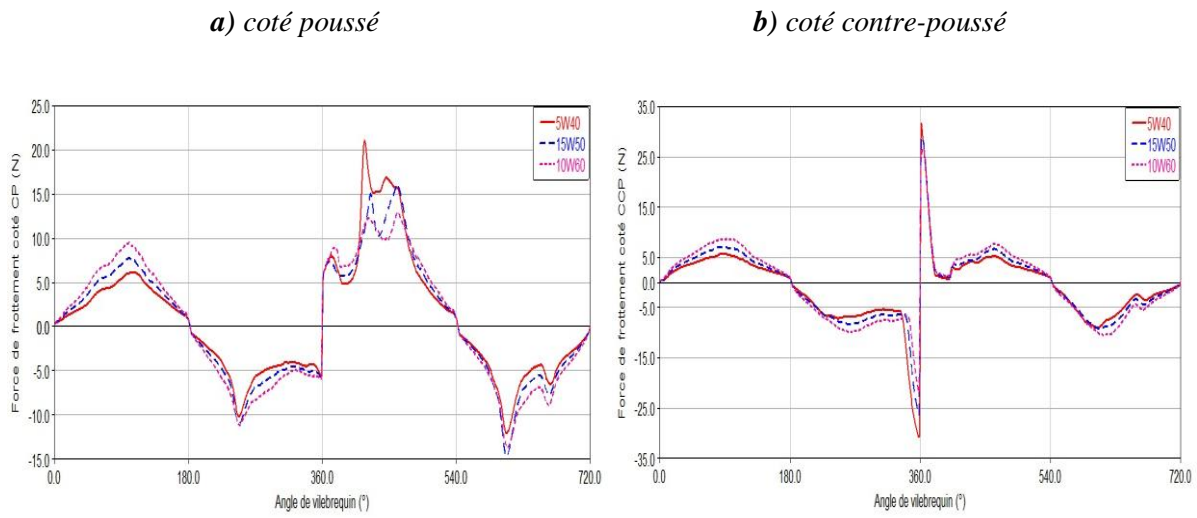 a) coté poussé
b) coté contre-poussé
Force de frottement coté CP (N)
25.0
20.0
15.0
10.0
5.0
0.0
-5.0
-10.0
-15.0
0.0
180.0
360.0
540.0
720.0
Angle de vilebrequin (°)
5W40
15W50
10W60
Force de frottement coté CCP (N)
35.0
25.0
15.0
5.0
-5.0
-15.0
-25.0
-35.0
0.0
180.0
360.0
540.0
720.0
Angle de vilebrequin (°)
5W40
15W50
10W60